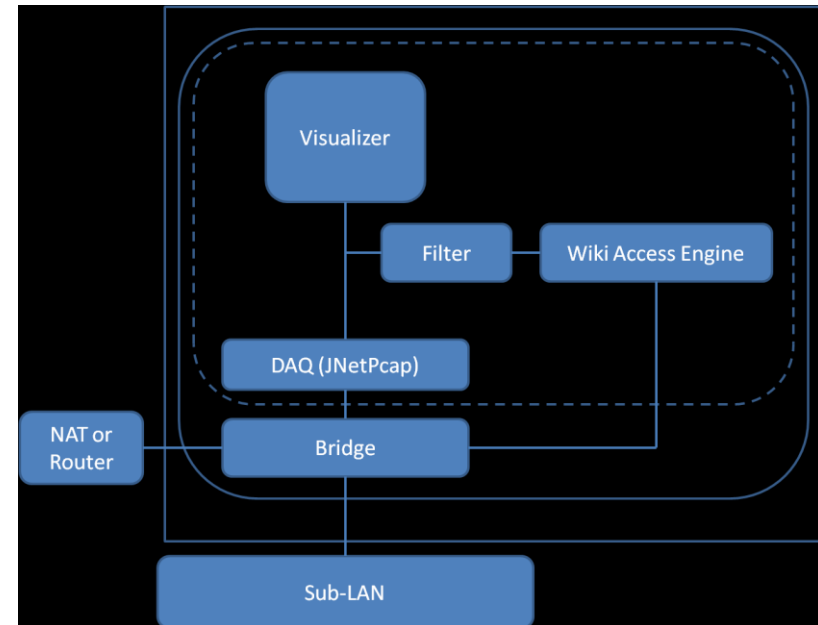 Visualizer
Filter
Wiki Access Engine
DAQ (JNetPcap)
NAT or
Router
Bridge
Sub-LAN